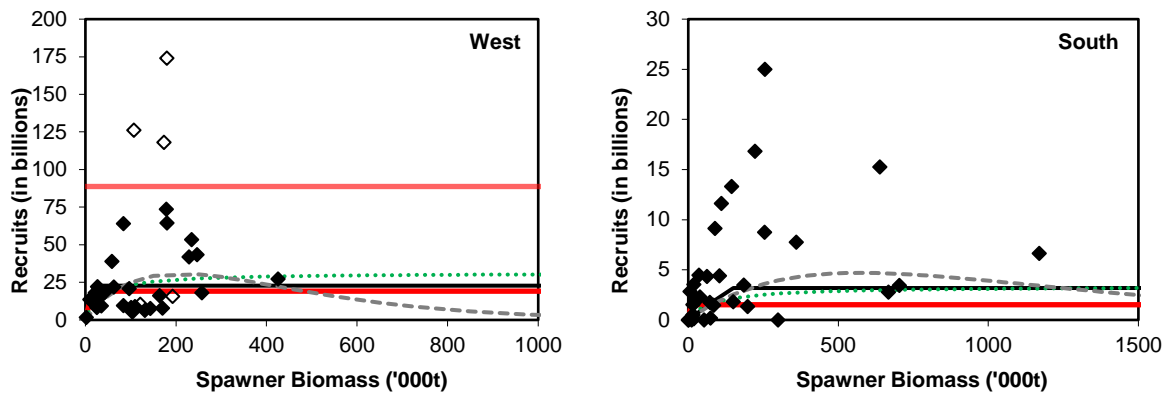 West
Recruits (in billions)
200
175
150
125
100
75
50
25
0
0 200 400 600 800 1000
Spawner Biomass ('000t)
South
Recruits (in billions)
30
25
20
15
10
5
0
0 500 1000 1500
Spawner Biomass ('000t)